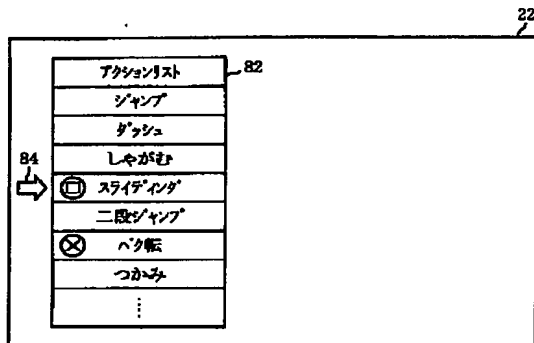 22
アクションリスト
82
ジャンプ
ダッシュ
しゃがむ
84
スライディング
二段ジャンプ
バク転
つかみ
⋮